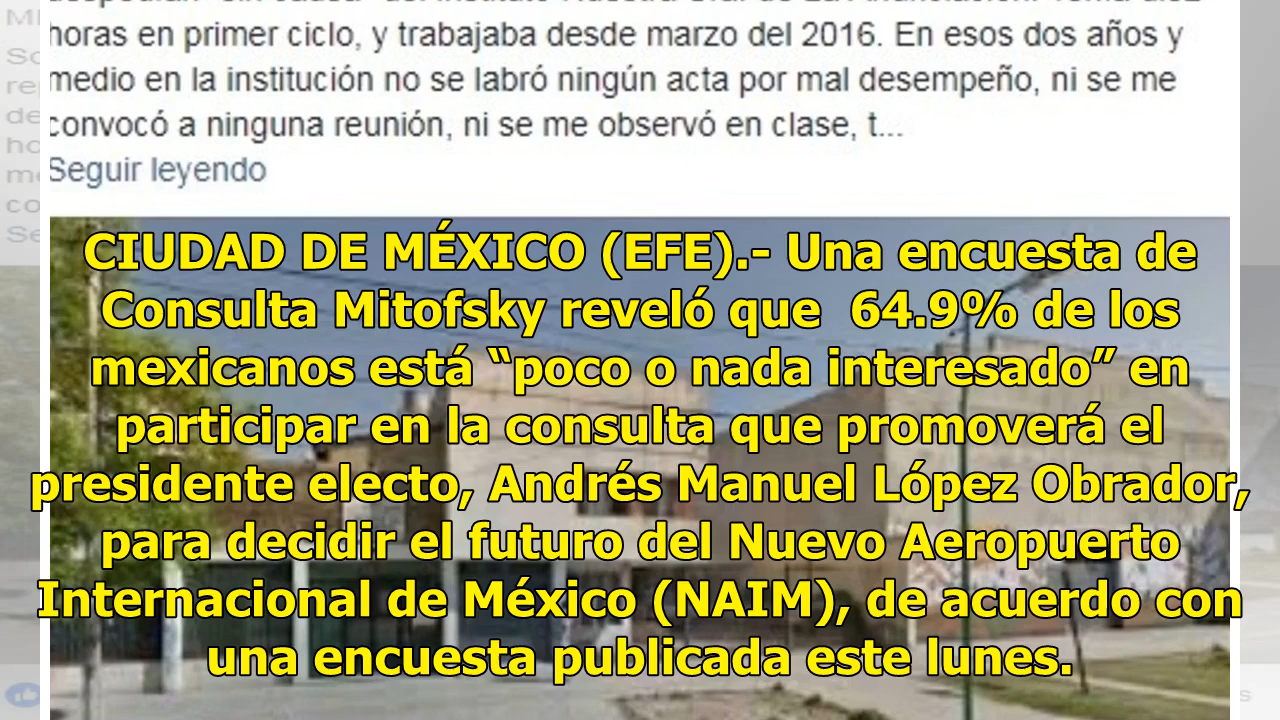 horas en primer ciclo, y trabajaba desde marzo del 2016. En esos dos años y
medio en la institución no se labró ningún acta por mal desempeño, ni se me
convocó a ninguna reunión, ni se me observó en clase, t...
Seguir leyendo
CIUDAD DE MÉXICO (EFE).- Una encuesta de
Consulta Mitofsky reveló que  64.9% de los
mexicanos está “poco o nada interesado” en
participar en la consulta que promoverá el
presidente electo, Andrés Manuel López Obrador,
para decidir el futuro del Nuevo Aeropuerto
Internacional de México (NAIM), de acuerdo con
una encuesta publicada este lunes.